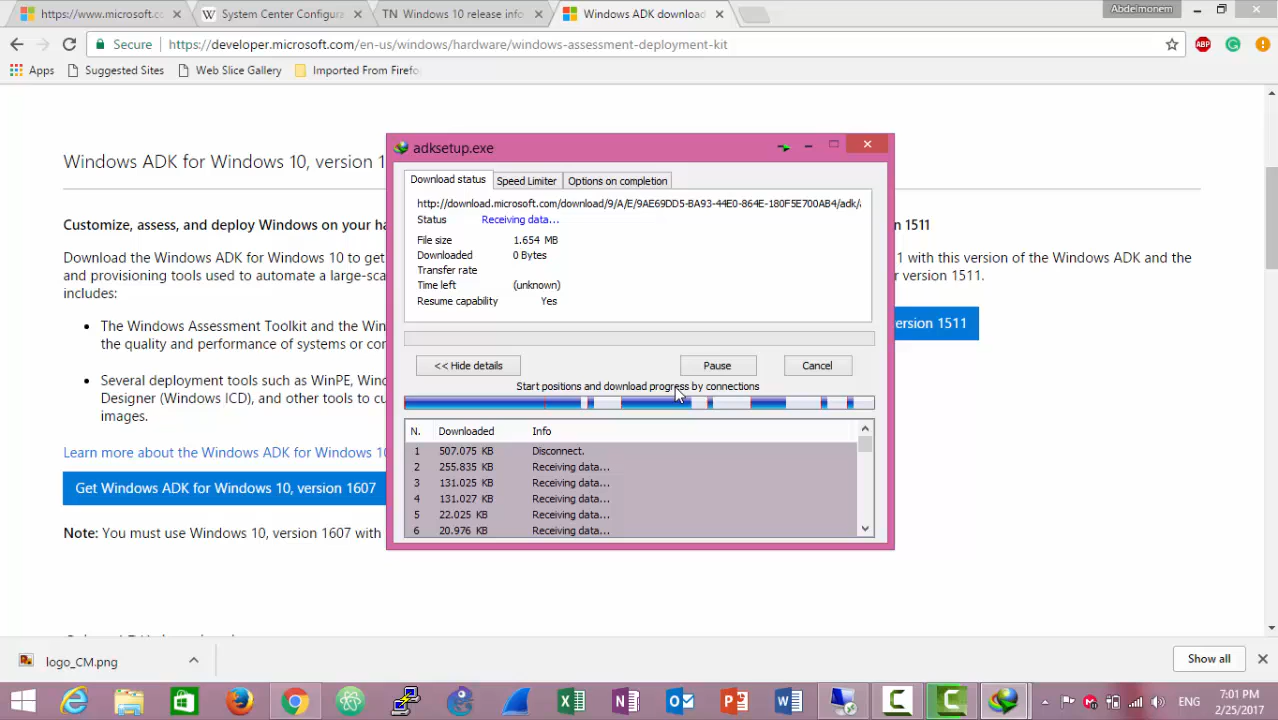 https://www.microsoft.c
System Center Configura
TN Windows 10 release info
Windows ADK download
Abdelmonem
Secure
https://developer.microsoft.com/en-us/windows/hardware/windows-assessment-deployment-kit
ABP
Apps
Suggested Sites
Web Slice Gallery
Imported From Firefo
Windows ADK for Windows 10, version 1
adksetup.exe
Download status
Speed Limiter
Options on completion
http://download.microsoft.com/download/9/A/E/9AE69DD5-BA93-44E0-864E-180F5E700AB4/adk/
Status Receiving data...
File size 1.654 MB
Downloaded 0 Bytes
Transfer rate
Time left (unknown)
Resume capability Yes
<< Hide details
Pause
Cancel
Start positions and download progress by connections
N. Downloaded Info
1 507.075 KB Disconnect.
2 255.835 KB Receiving data...
3 131.025 KB Receiving data...
4 131.027 KB Receiving data...
5 22.025 KB Receiving data...
6 20.976 KB Receiving data...
Customize, assess, and deploy Windows on your ha
Download the Windows ADK for Windows 10 to get
and provisioning tools used to automate a large-sca
includes:
The Windows Assessment Toolkit and the Win
the quality and performance of systems or con
Several deployment tools such as WinPE, Wind
Designer (Windows ICD), and other tools to cu
images.
Learn more about the Windows ADK for Windows 10
Get Windows ADK for Windows 10, version 1607
Note: You must use Windows 10, version 1607 with
n 1511
1 with this version of the Windows ADK and the
r version 1511.
ersion 1511
logo_CM.png
Show all
ENG
7:01 PM
2/25/2017